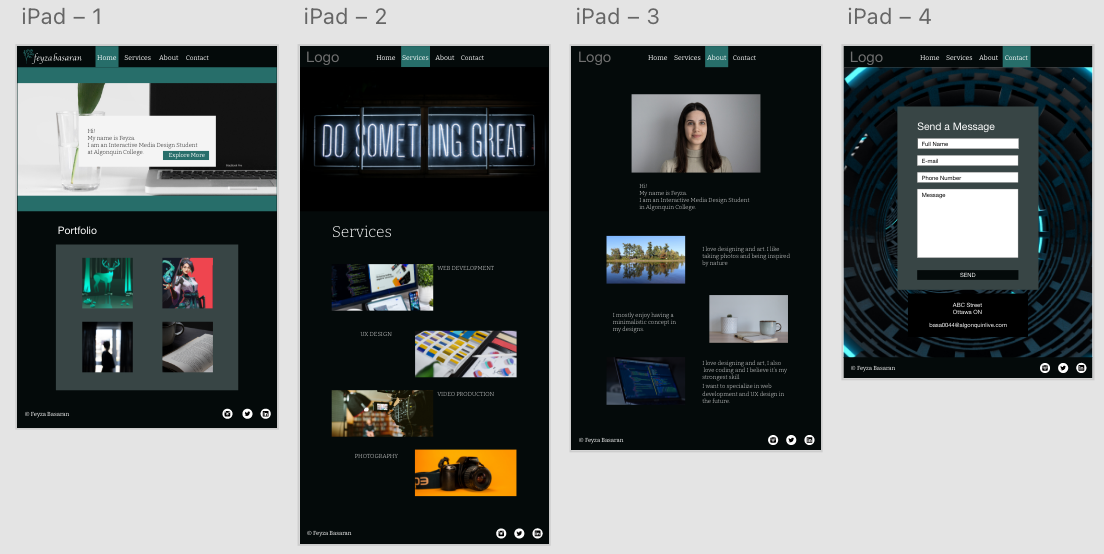 iPad – 1
feyzabasaran
Home Services About Contact
Hi!
My name is Feyza.
I am an Interactive Media Design Student
at Algonquin College.
Explore More
Portfolio
© Feyza Basaran
iPad – 2
Logo
Home Services About Contact
DO SOMETHING GREAT
Services
WEB DEVELOPMENT
UX DESIGN
VIDEO PRODUCTION
PHOTOGRAPHY
© Feyza Basaran
iPad – 3
Logo
Home Services About Contact
Hi!
My name is Feyza.
I am an Interactive Media Design Student
in Algonquin College.
I love designing and art. I like
taking photos and being inspired
by nature
I mostly enjoy having a
minimalistic concept in
my designs.
I love designing and art. I also
love coding and I believe it's my
strongest skill.
I want to specialize in web
development and UX design in
the future.
© Feyza Basaran
iPad – 4
Logo
Home Services About Contact
Send a Message
Full Name
E-mail
Phone Number
Message
SEND
ABC Street
Ottawa ON
basa0044@algonquinlive.com
© Feyza Basaran